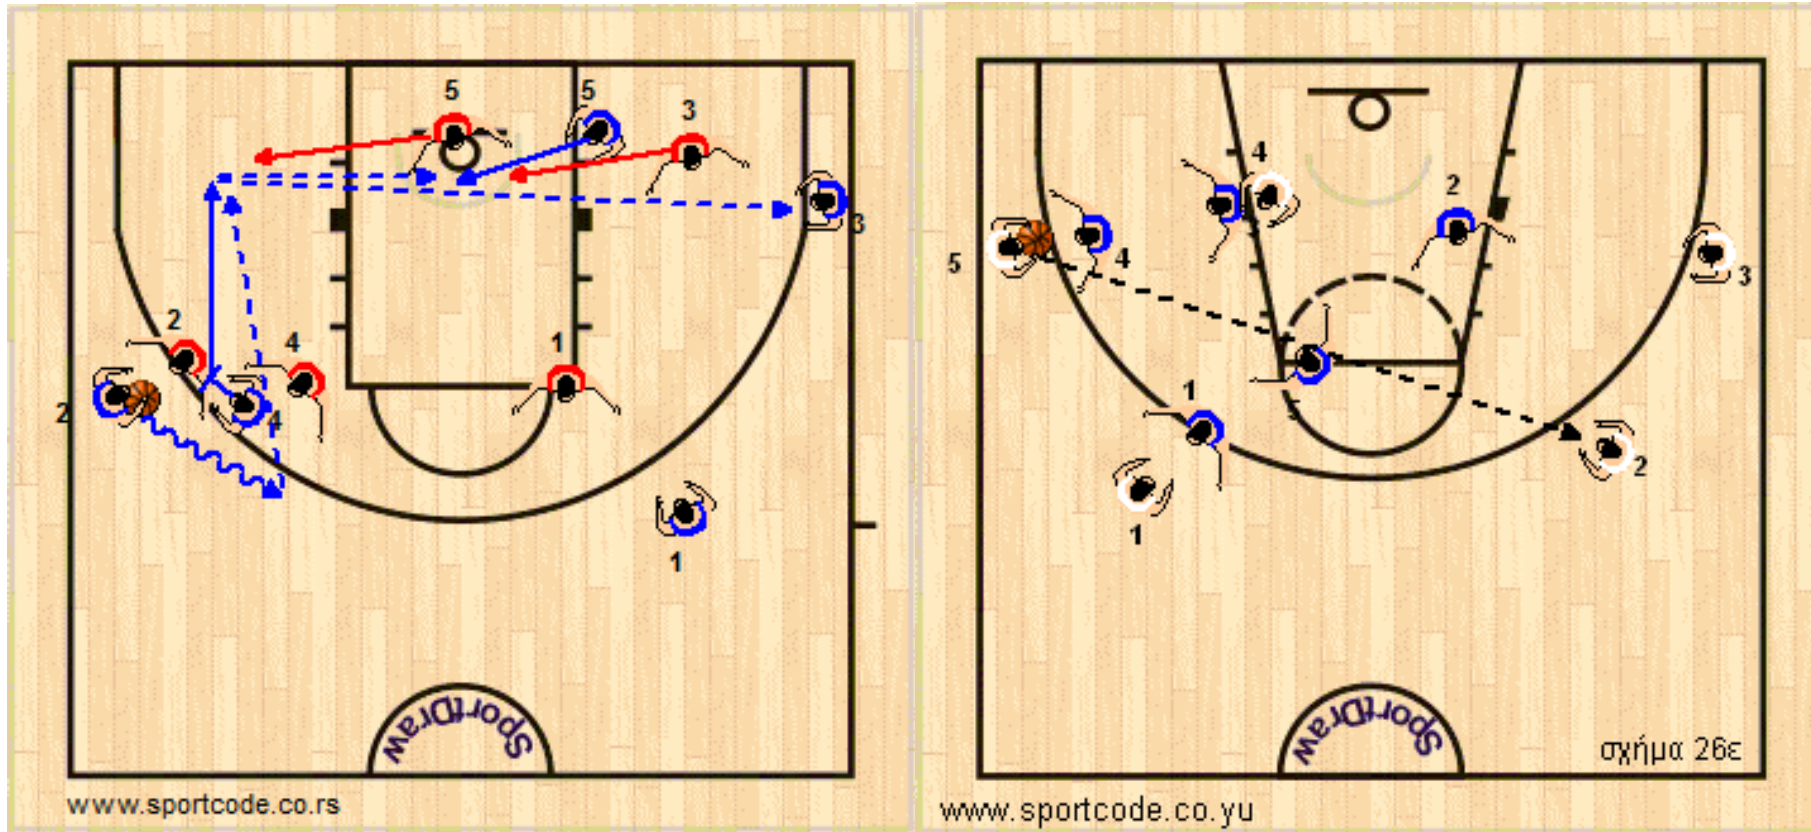 5 5 3
3
2 4 1
2 4
1
SportDraw
www.sportcode.co.rs
4 2
5 4 3
1 5 2
1
SportDraw
σχήμα 26ε
www.sportcode.co.yu